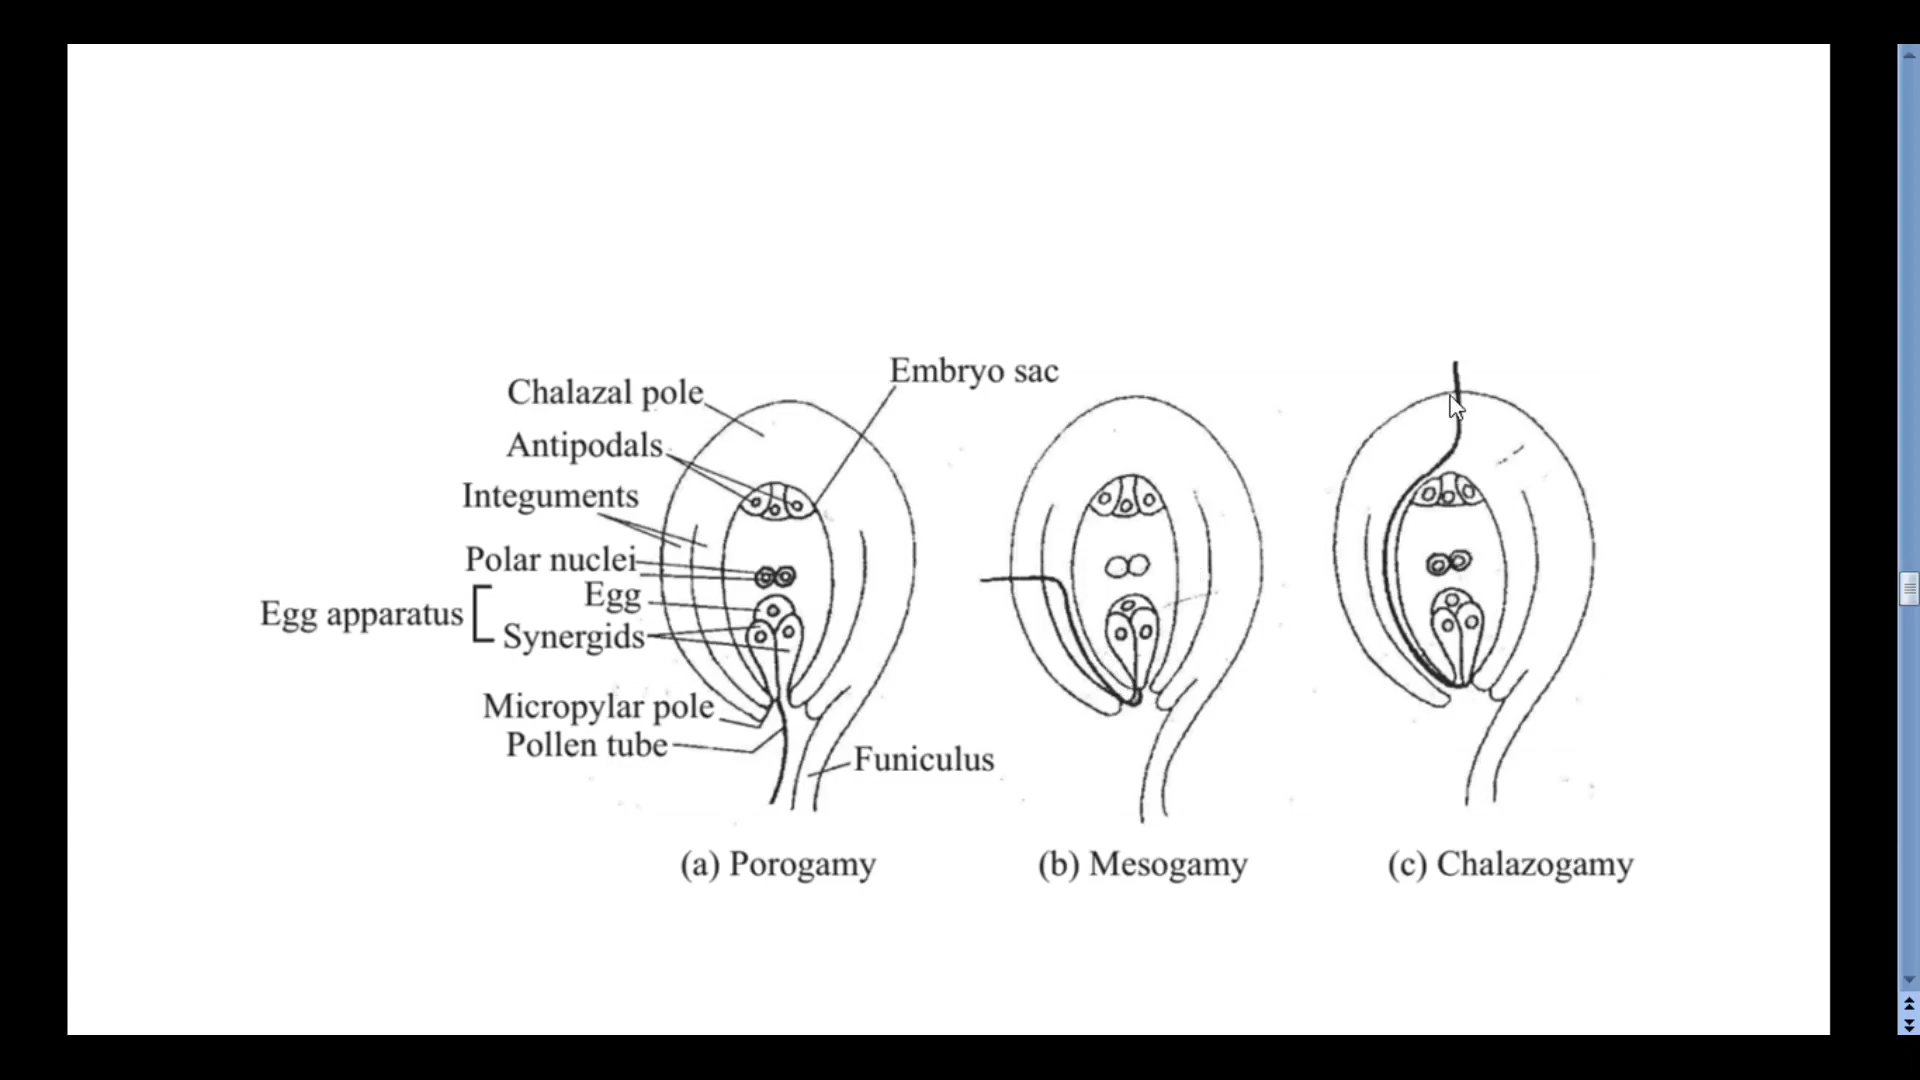 Embryo sac
Chalazal pole
Antipodals
Integuments
Polar nuclei
Egg
Egg apparatus
Synergids
Micropylar pole
Pollen tube
Funiculus
(a) Porogamy
(b) Mesogamy
(c) Chalazogamy